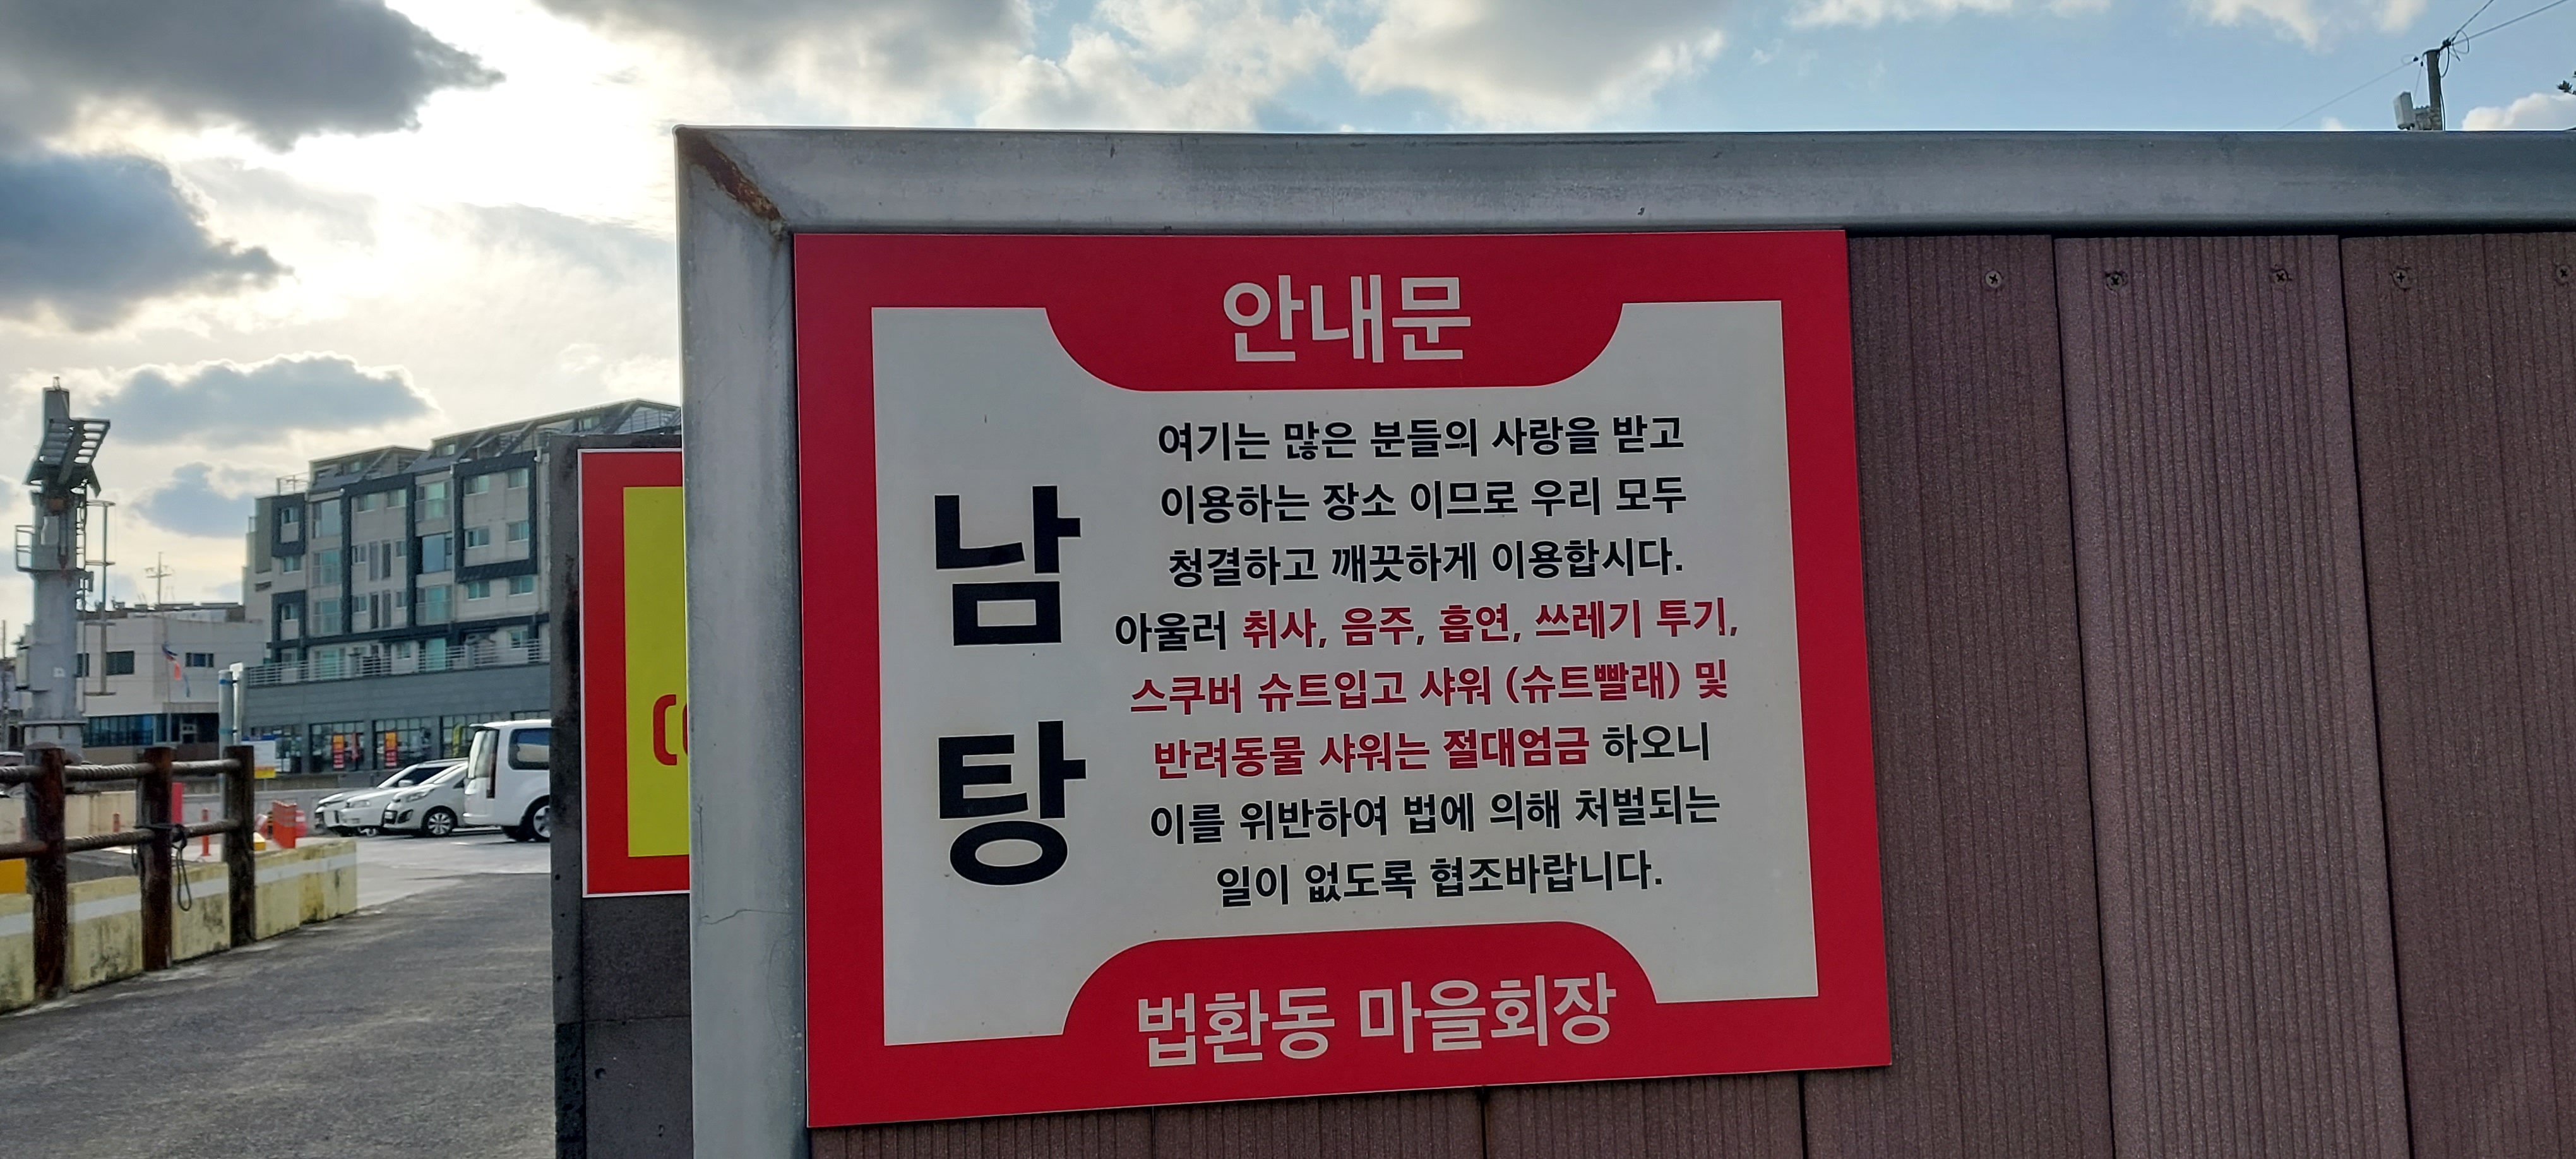 안내문
남탕
여기는 많은 분들의 사랑을 받고
이용하는 장소 이므로 우리 모두
청결하고 깨끗하게 이용합시다.
아울러 취사, 음주, 흡연, 쓰레기 투기,
스쿠버 슈트입고 샤워 (슈트빨래) 및
반려동물 샤워는 절대엄금 하오니
이를 위반하여 법에 의해 처벌되는
일이 없도록 협조바랍니다.
법환동 마을회장